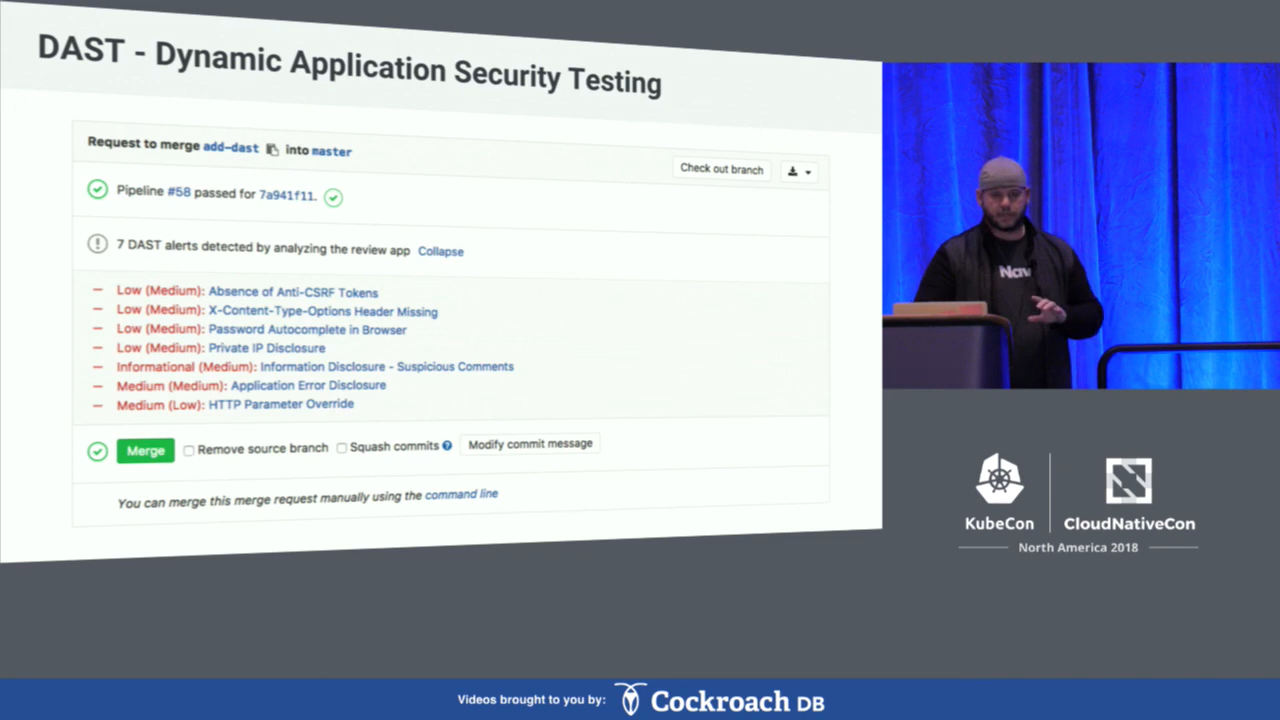 DAST - Dynamic Application Security Testing
Request to merge add-dast into master
Check out branch
Pipeline #58 passed for 7a941f11.
7 DAST alerts detected by analyzing the review app Collapse
— Low (Medium): Absence of Anti-CSRF Tokens
— Low (Medium): X-Content-Type-Options Header Missing
— Low (Medium): Password Autocomplete in Browser
— Low (Medium): Private IP Disclosure
— Informational (Medium): Information Disclosure - Suspicious Comments
— Medium (Medium): Application Error Disclosure
— Medium (Low): HTTP Parameter Override
Merge Remove source branch Squash commits ? Modify commit message
You can merge this merge request manually using the command line
Nav
KubeCon CloudNativeCon
North America 2018
Videos brought to you by: Cockroach DB